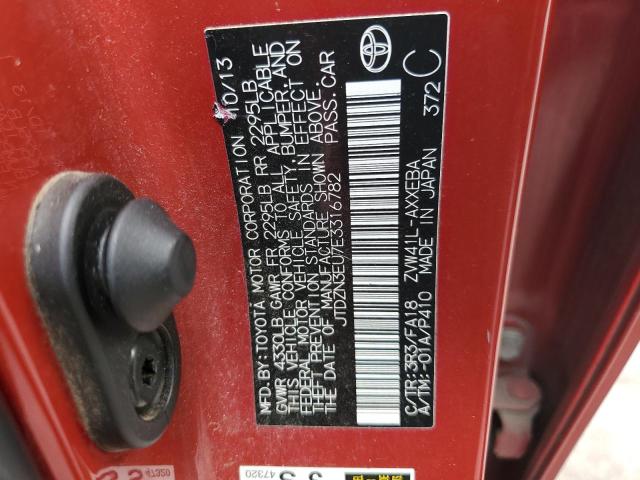 MFD. BY: TOYOTA MOTOR CORPORATION 10/13
GVWR 4330LB GAWR FR 2295LB RR 2295LB
THIS VEHICLE CONFORMS TO ALL APPLICABLE
FEDERAL MOTOR VEHICLE SAFETY, BUMPER, AND
THEFT PREVENTION STANDARDS IN EFFECT ON
THE DATE OF MANUFACTURE SHOWN ABOVE.
JTDZN3EU7E3316782 PASS. CAR
C/TR: 3R3/FA18 ZVW41L-AXXEBA
A/TM: -01A/P410 MADE IN JAPAN 372 C
47320
47320